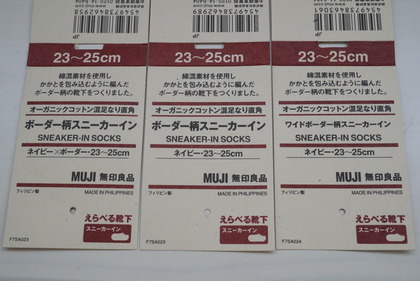 23～25cm
綿混素材を使用し
かかとを包み込むように編んだ
ボーダー柄の靴下をつくりました。
オーガニックコットン混足なり直角
ボーダー柄スニーカーイン
SNEAKER-IN SOCKS
ネイビー×ボーダー・23～25cm
MUJI 無印良品
フィリピン製
MADE IN PHILIPPINES
えらべる靴下
スニーカーイン
F7SA023
23～25cm
綿混素材を使用し
かかとを包み込むように編んだ
ボーダー柄の靴下をつくりました。
オーガニックコットン混足なり直角
ボーダー柄スニーカーイン
SNEAKER-IN SOCKS
・23～25cm
MUJI 無印良品
フィリピン製
MADE IN PHILIPPINES
えらべる靴下
スニーカーイン
F7SA023
23～25cm
綿混素材を使用し
かかとを包み込むように編んだ
ボーダー柄の靴下をつくりました。
オーガニックコットン混足なり直角
ワイドボーダー柄スニーカーイン
SNEAKER-IN SOCKS
・23～25cm
MUJI 無印良品
フィリピン製
MADE IN PHILIPPINES
えらべる靴下
スニーカーイン
F7SA024